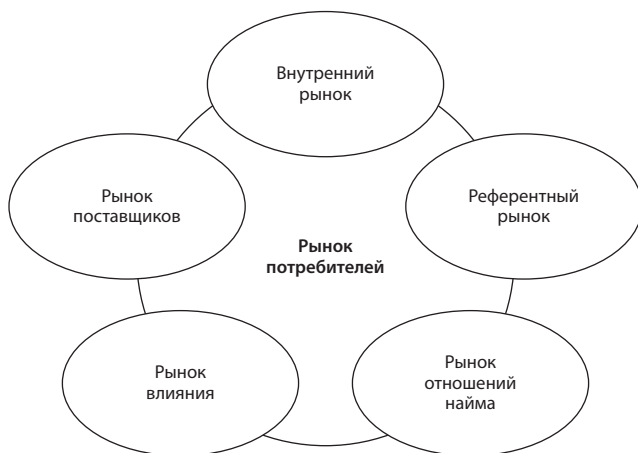 Внутренний
рынок
Рынок
поставщиков
Референтный
рынок
Рынок
потребителей
Рынок
влияния
Рынок
отношений
найма